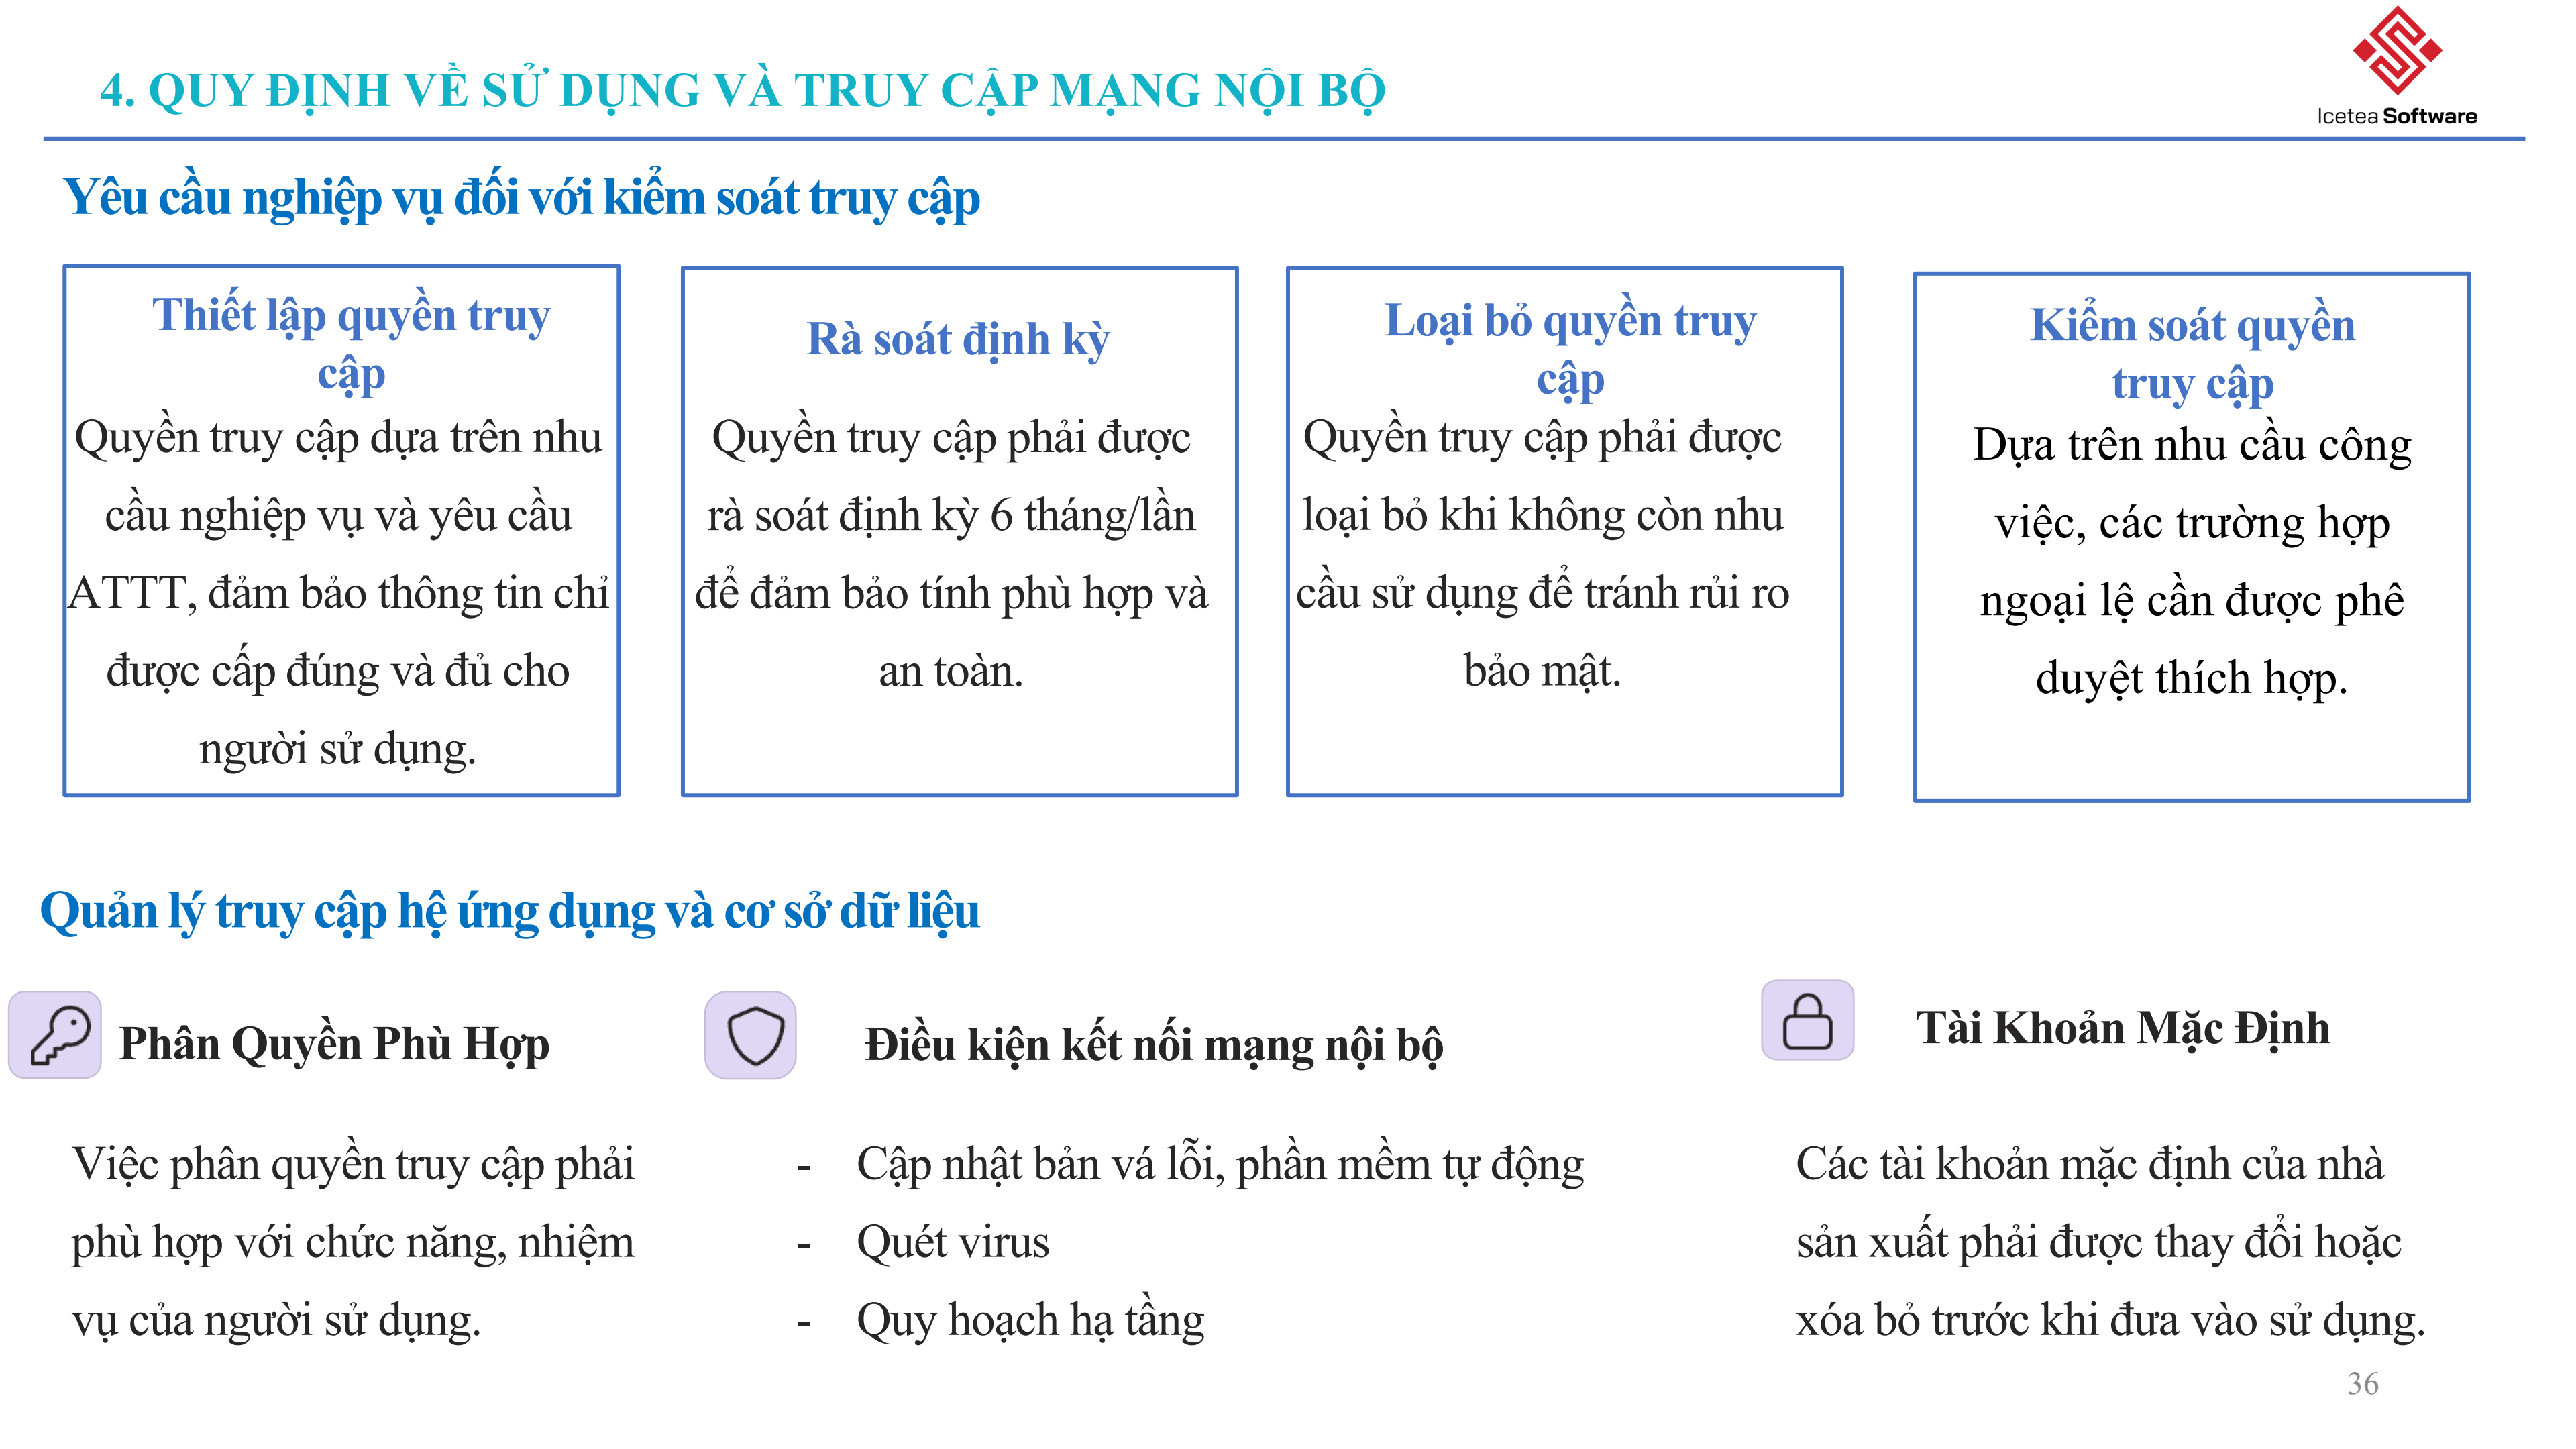 4. QUY ĐỊNH VỀ SỬ DỤNG VÀ TRUY CẬP MẠNG NỘI BỘ
Icetea Software
Yêu cầu nghiệp vụ đối với kiểm soát truy cập
Thiết lập quyền truy
cập
Quyền truy cập dựa trên nhu
cầu nghiệp vụ và yêu cầu
ATTT, đảm bảo thông tin chỉ
được cấp đúng và đủ cho
người sử dụng.
Rà soát định kỳ
Quyền truy cập phải được
rà soát định kỳ 6 tháng/lần
để đảm bảo tính phù hợp và
an toàn.
Loại bỏ quyền truy
cập
Quyền truy cập phải được
loại bỏ khi không còn nhu
cầu sử dụng để tránh rủi ro
bảo mật.
Kiểm soát quyền
truy cập
Dựa trên nhu cầu công
việc, các trường hợp
ngoại lệ cần được phê
duyệt thích hợp.
Quản lý truy cập hệ ứng dụng và cơ sở dữ liệu
Phân Quyền Phù Hợp
Việc phân quyền truy cập phải
phù hợp với chức năng, nhiệm
vụ của người sử dụng.
Điều kiện kết nối mạng nội bộ
- Cập nhật bản vá lỗi, phần mềm tự động
- Quét virus
- Quy hoạch hạ tầng
Tài Khoản Mặc Định
Các tài khoản mặc định của nhà
sản xuất phải được thay đổi hoặc
xóa bỏ trước khi đưa vào sử dụng.
36